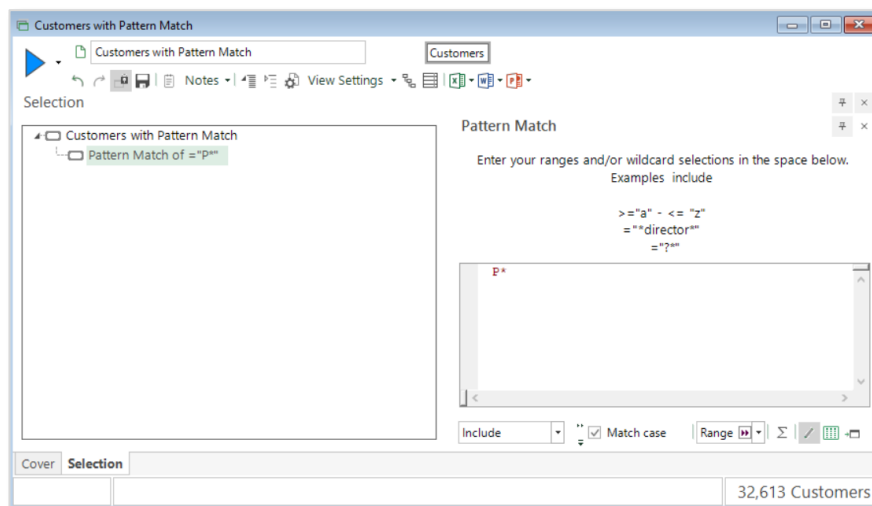 Customers with Pattern Match
Customers with Pattern Match
Customers
Notes
View Settings
Selection
Customers with Pattern Match
Pattern Match of ="P*"
Pattern Match
Enter your ranges and/or wildcard selections in the space below.
Examples include
>="a" - <= "z"
="*director*"
="?*"
P*
Include
Match case
Range
Cover
Selection
32,613 Customers